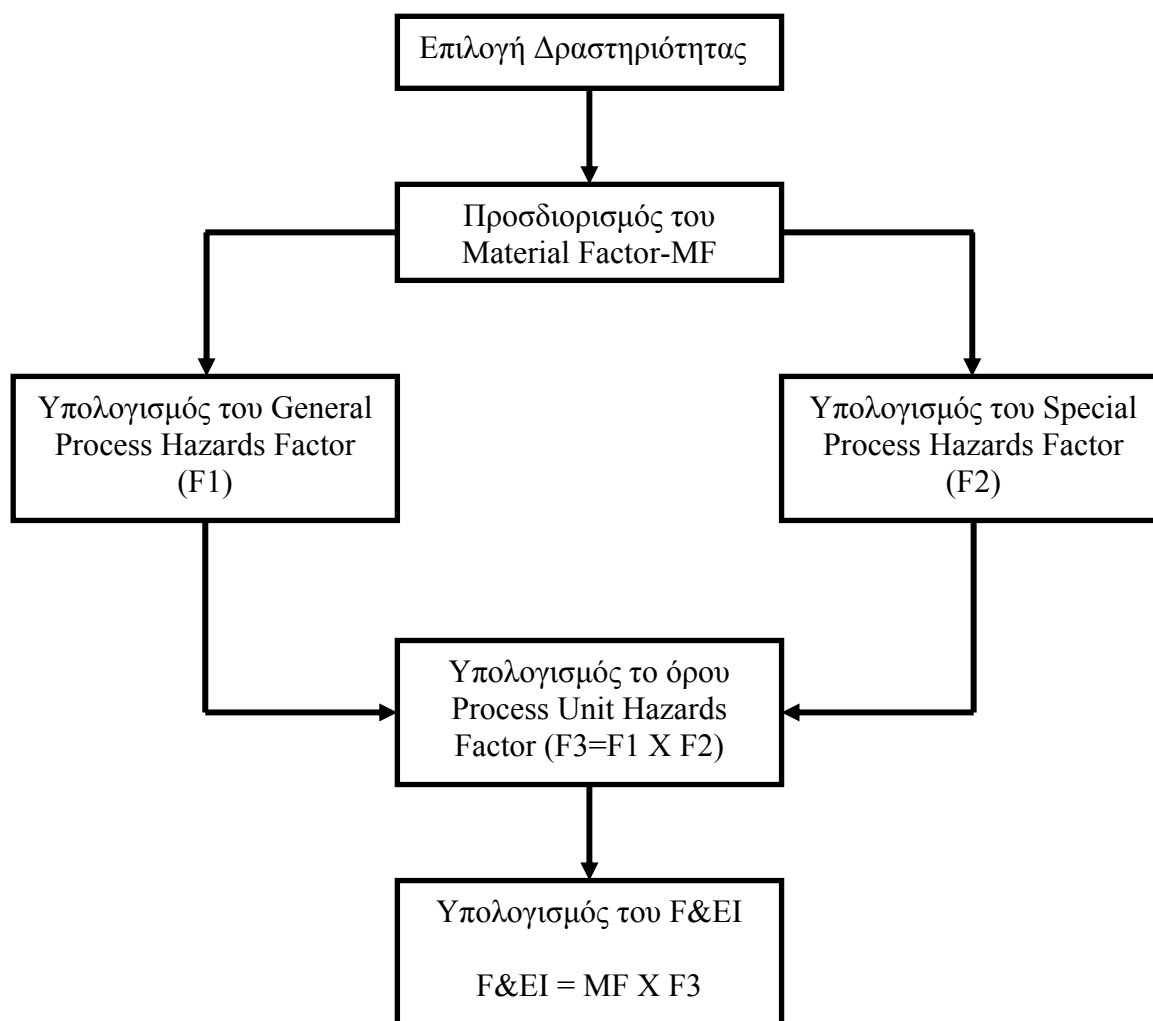 Επιλογή Δραστηριότητας
Προσδιορισμός του
Material Factor-MF
Υπολογισμός του General
Process Hazards Factor
(F1)
Υπολογισμός του Special
Process Hazards Factor
(F2)
Υπολογισμός το όρου
Process Unit Hazards
Factor (F3=F1 X F2)
Υπολογισμός του F&EI
F&EI = MF X F3